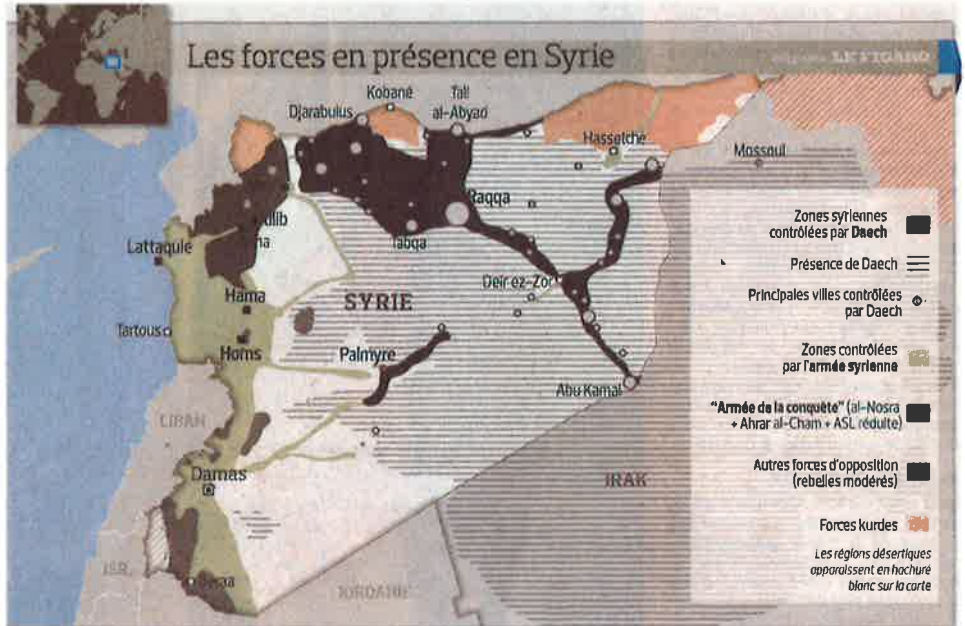 Les forces en présence en Syrie
LE FIGARO
Kobané
Tall
al-Abyad
Djarabulus
Hasseiché
Mossoul
Raqqa
Tabqa
Lattaquie
Deir ez-Zor
SYRIE
Hama
Tartous
Homs
Palmyre
Abu Kamal
LIBAN
Damas
IRAK
ISR.
JORDANIE
Zones syriennes
contrôlées par Daech
Présence de Daech
Principales villes contrôlées
par Daech
Zones contrôlées
par l'armée syrienne
"Armée de la conquête" (al-Nosra
+ Ahrar al-Cham + ASL réduite)
Autres forces d'opposition
(rebelles modérés)
Forces kurdes
Les régions désertiques
apparaissent en hachuré
blanc sur la carte